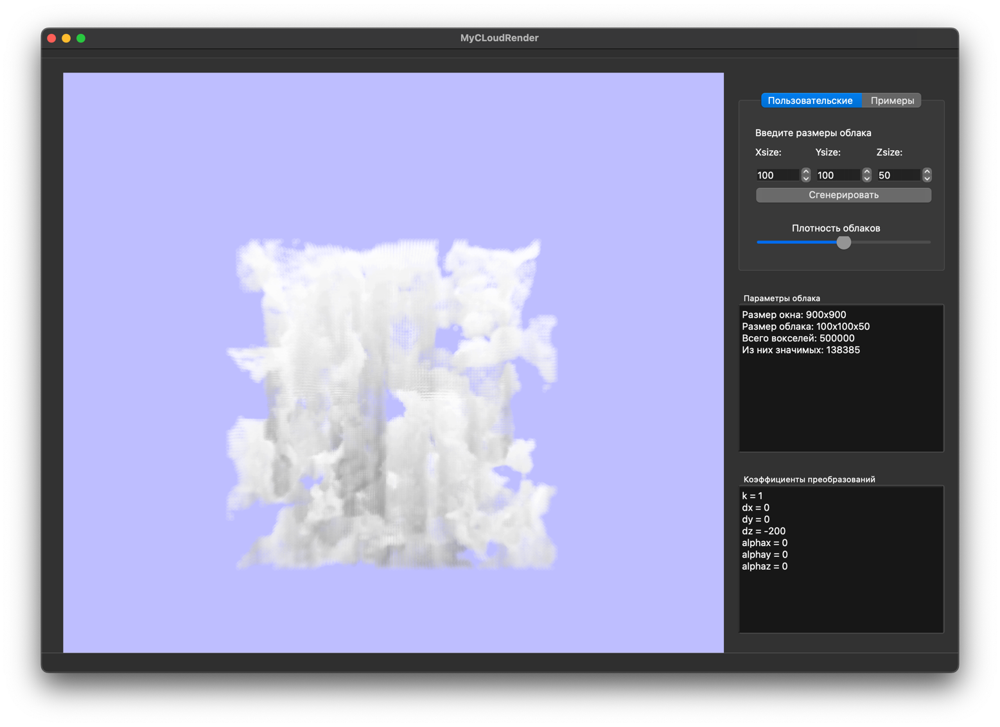 MyCLoudRender
Пользовательские Примеры
Введите размеры облака
Xsize: Ysize: Zsize:
100 100 50
Сгенерировать
Плотность облаков
Параметры облака
Размер окна: 900x900
Размер облака: 100x100x50
Всего вокселей: 500000
Из них значимых: 138385
Коэффициенты преобразований
k = 1
dx = 0
dy = 0
dz = -200
alphax = 0
alphay = 0
alphaz = 0